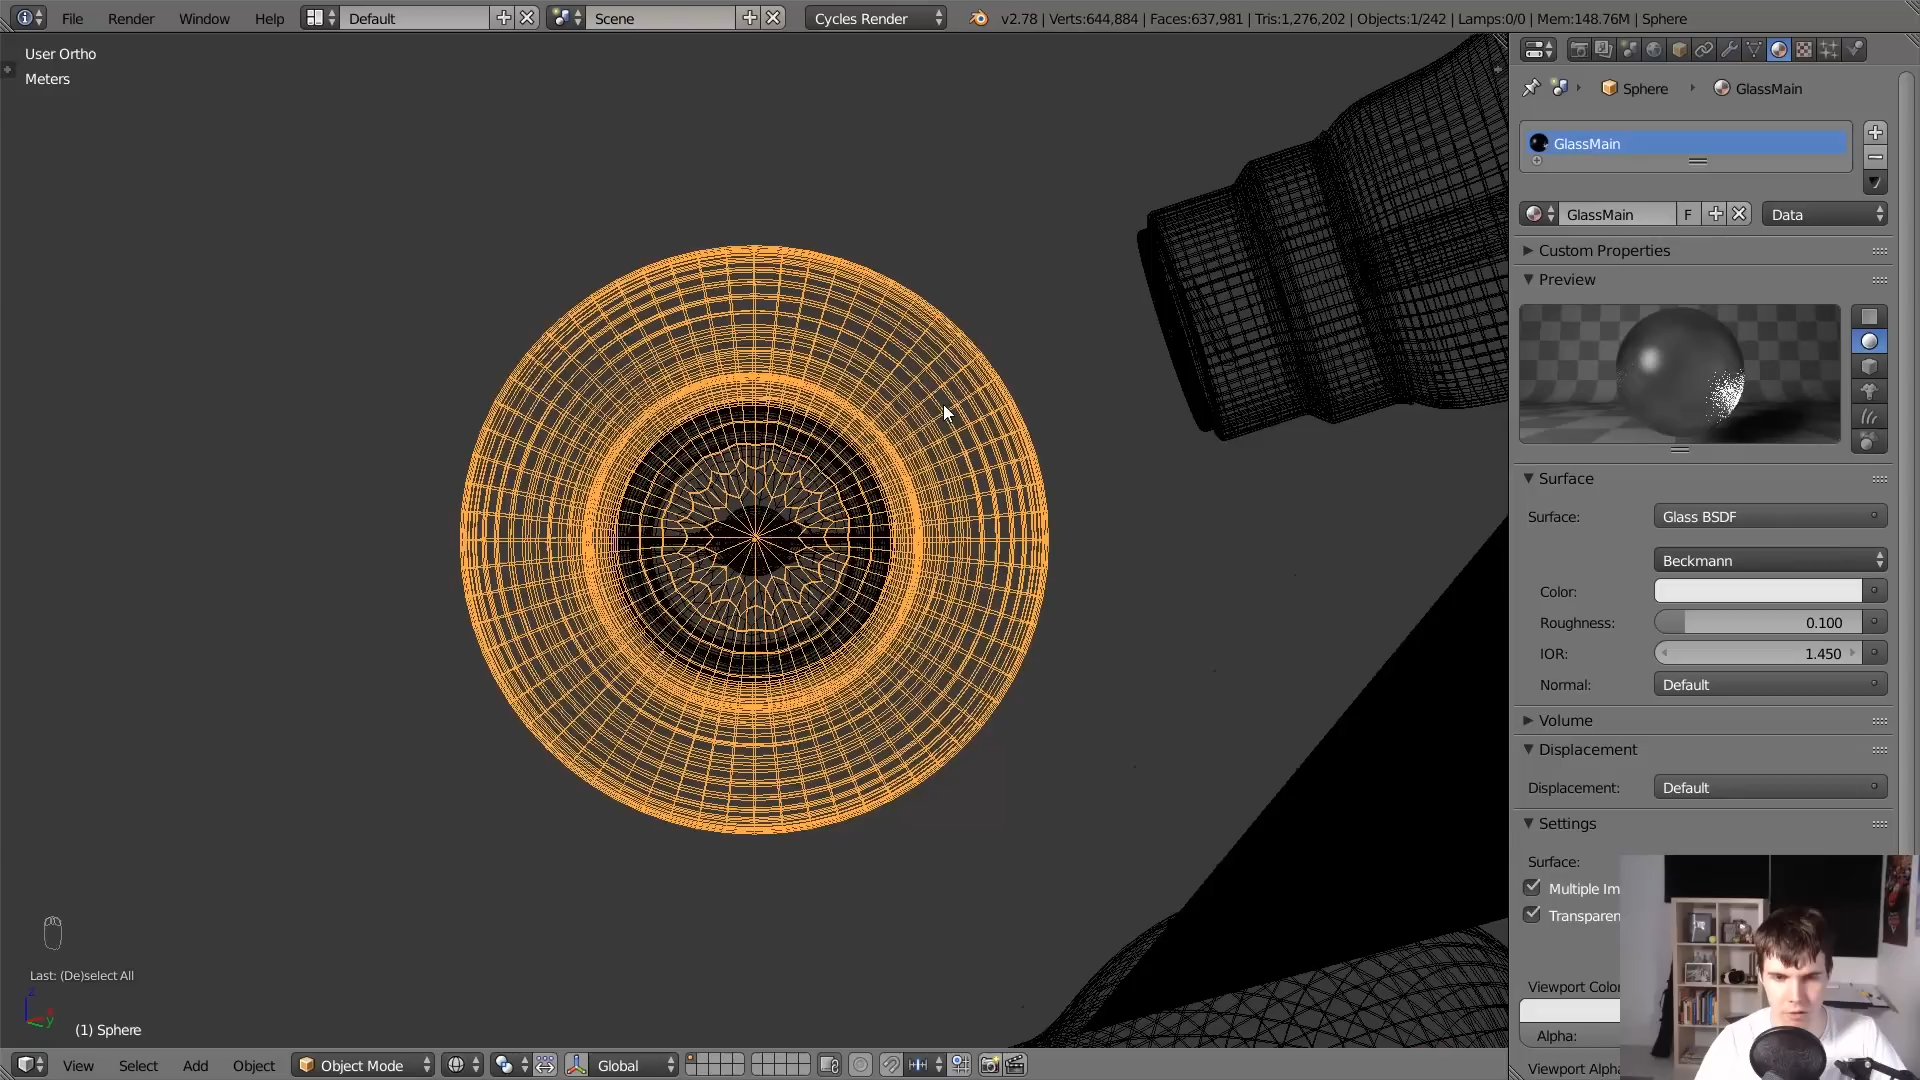 File Render Window Help Default Scene Cycles Render v2.78 | Verts:644,884 | Faces:637,981 | Tris:1,276,202 | Objects:1/242 | Lamps:0/0 | Mem:148.76M | Sphere
User Ortho
Meters
Sphere GlassMain
GlassMain
GlassMain F Data
Custom Properties
Preview
Surface
Surface: Glass BSDF
Beckmann
Color:
Roughness: 0.100
IOR: 1.450
Normal: Default
Volume
Displacement
Displacement: Default
Settings
Surface:
Multiple Im
Transparen
Viewport Color
Alpha:
Viewport Alpha
Last: (De)select All
z
y
(1) Sphere
View Select Add Object Object Mode Global